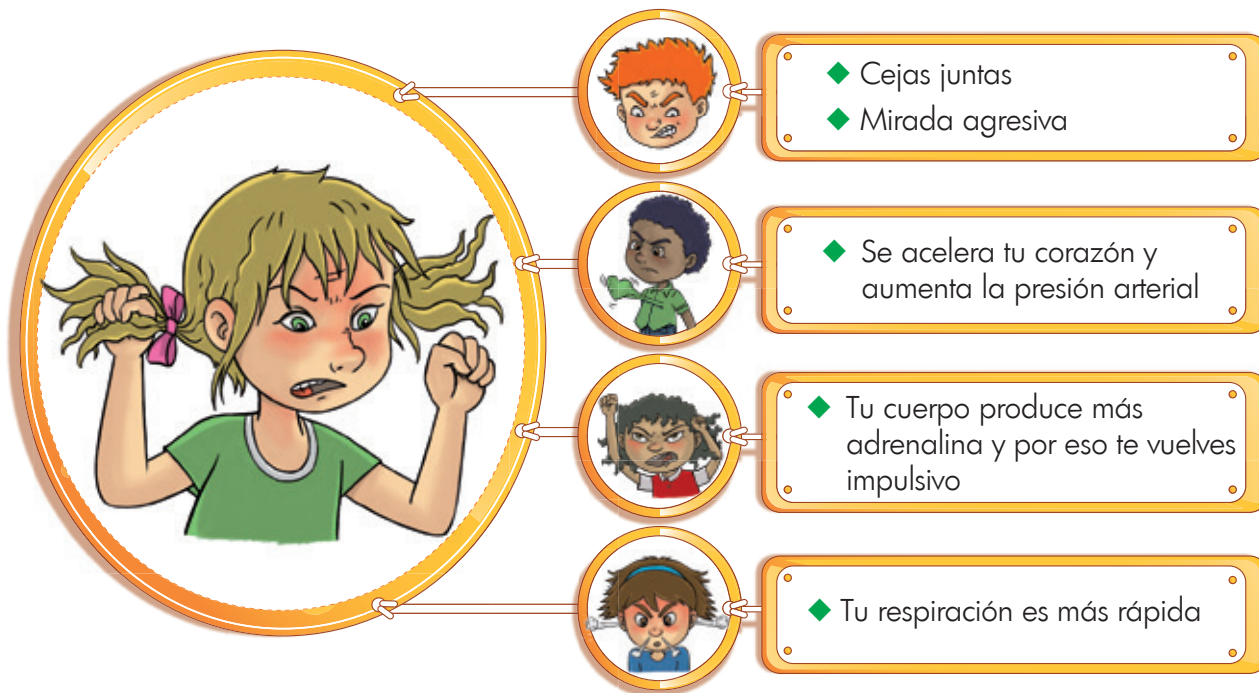 Cejas juntas
Mirada agresiva
Se acelera tu corazón y
aumenta la presión arterial
Tu cuerpo produce más
adrenalina y por eso te vuelves
impulsivo
Tu respiración es más rápida